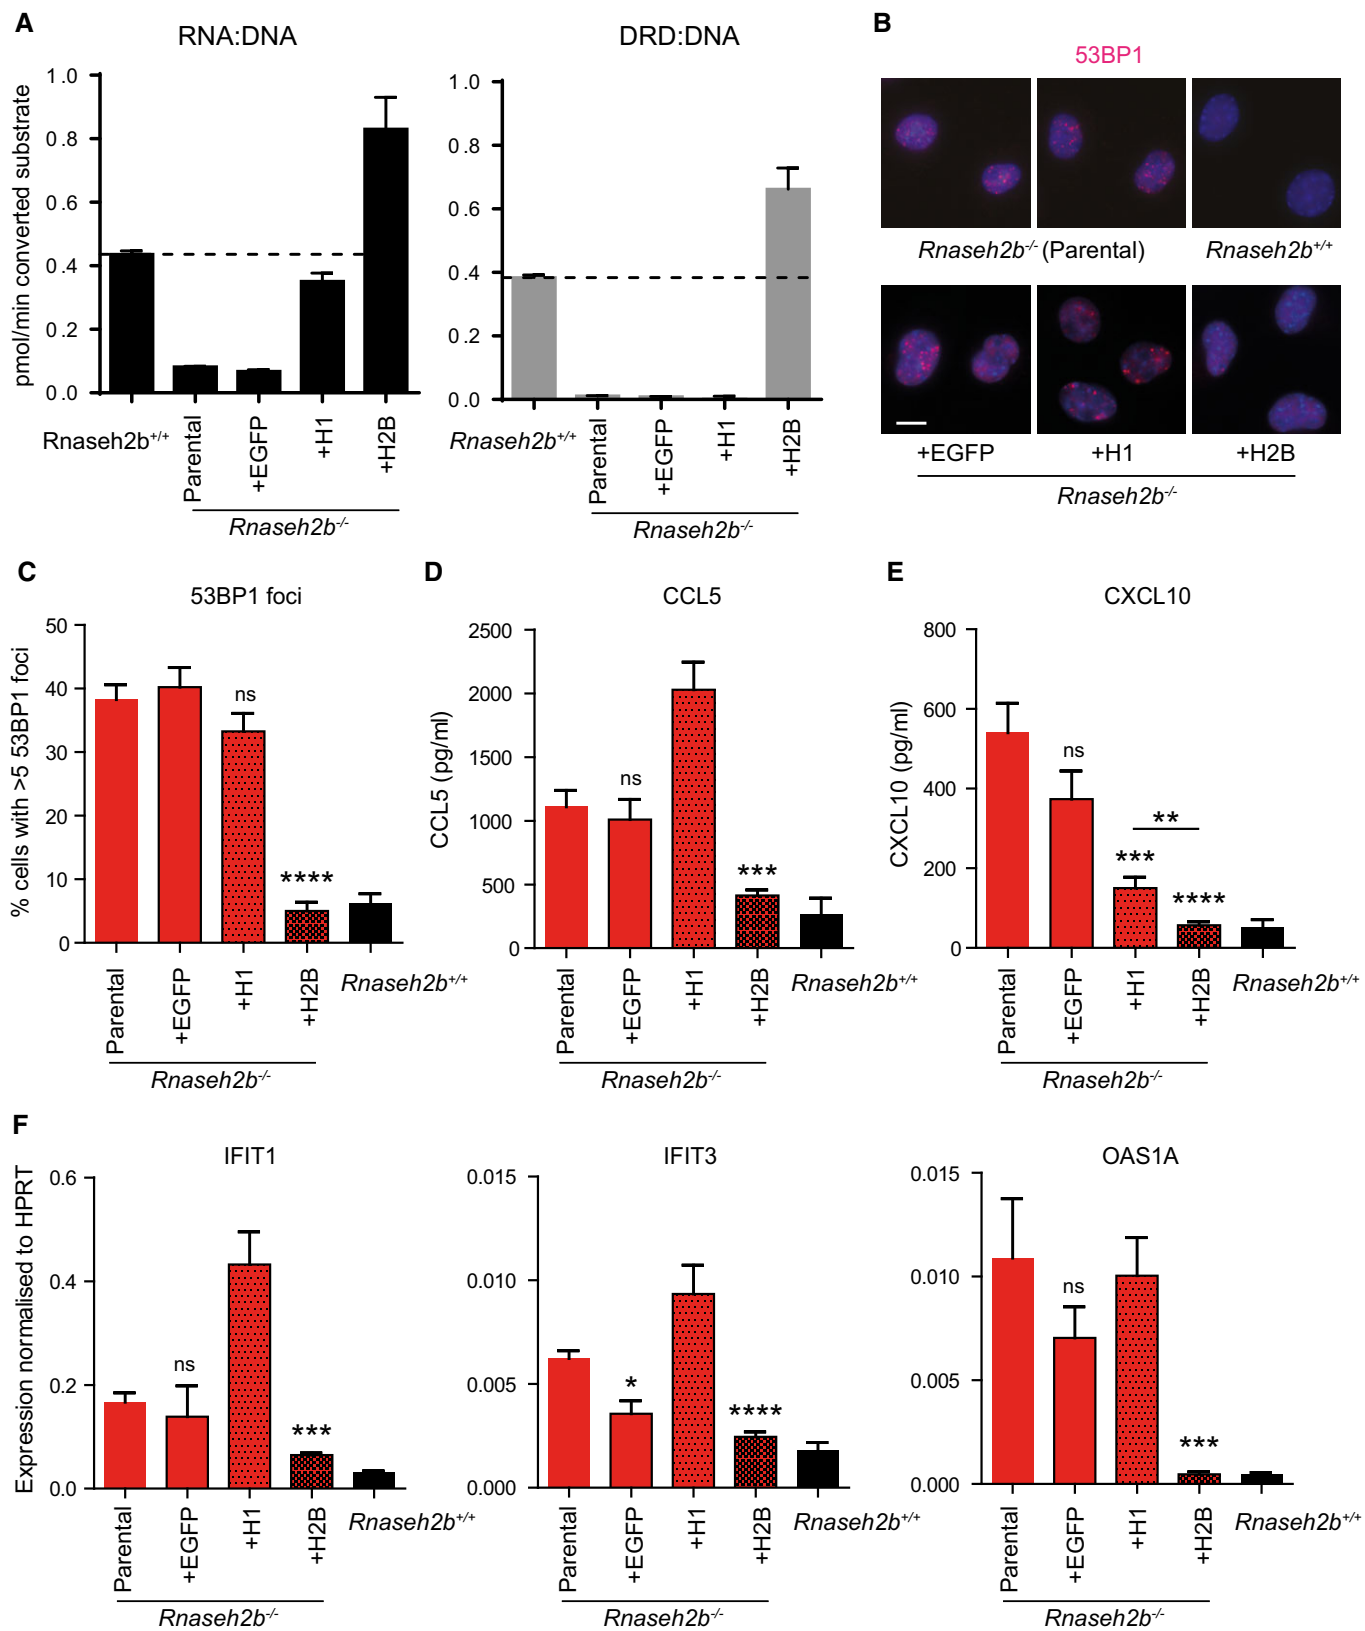 A
RNA:DNA
pmol/min converted substrate
1.0
0.8
0.6
0.4
0.2
0.0
Rnaseh2b+/+
Parental
+EGFP
+H1
+H2B
Rnaseh2b-/-
DRD:DNA
1.0
0.8
0.6
0.4
0.2
0.0
Rnaseh2b+/+
Parental
+EGFP
+H1
+H2B
Rnaseh2b-/-
B
53BP1
Rnaseh2b-/- (Parental)
Rnaseh2b+/+
+EGFP
+H1
+H2B
Rnaseh2b-/-
C
53BP1 foci
% cells with >5 53BP1 foci
50
40
30
20
10
0
ns
****
Parental
+EGFP
+H1
+H2B
Rnaseh2b+/+
Rnaseh2b-/-
D
CCL5
CCL5 (pg/ml)
2500
2000
1500
1000
500
0
ns
***
Parental
+EGFP
+H1
+H2B
Rnaseh2b+/+
Rnaseh2b-/-
E
CXCL10
CXCL10 (pg/ml)
800
600
400
200
0
ns
**
***
****
Parental
+EGFP
+H1
+H2B
Rnaseh2b+/+
Rnaseh2b-/-
F
IFIT1
Expression normalised to HPRT
0.6
0.4
0.2
0.0
ns
***
Parental
+EGFP
+H1
+H2B
Rnaseh2b+/+
Rnaseh2b-/-
IFIT3
0.015
0.010
0.005
0.000
*
****
Parental
+EGFP
+H1
+H2B
Rnaseh2b+/+
Rnaseh2b-/-
OAS1A
0.015
0.010
0.005
0.000
ns
***
Parental
+EGFP
+H1
+H2B
Rnaseh2b+/+
Rnaseh2b-/-